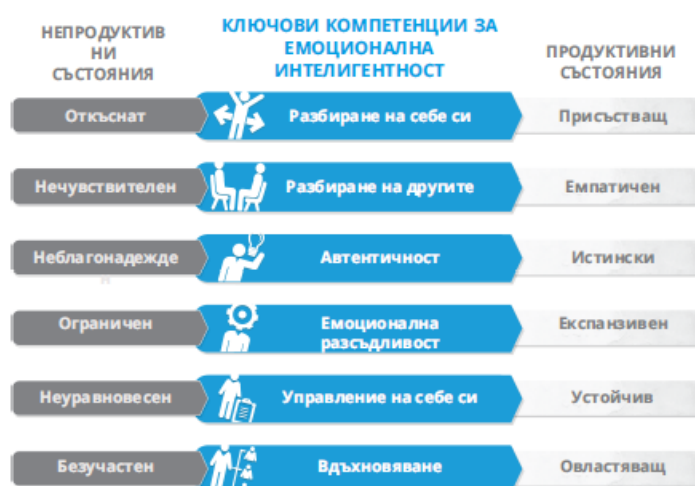 НЕПРОДУКТИВ
НИ
СЪСТОЯНИЯ
КЛЮЧОВИ КОМПЕТЕНЦИИ ЗА
ЕМОЦИОНАЛНА
ИНТЕЛИГЕНТНОСТ
ПРОДУКТИВНИ
СЪСТОЯНИЯ
Откъснат
Разбиране на себе си
Присъстващ
Нечувствителен
Разбиране на другите
Емпатичен
Неблагонадежде
н
Автентичност
Истински
Ограничен
Емоционална
разсъдливост
Експанзивен
Неуравновесен
Управление на себе си
Устойчив
Безучастен
Вдъхновяване
Овластяващ